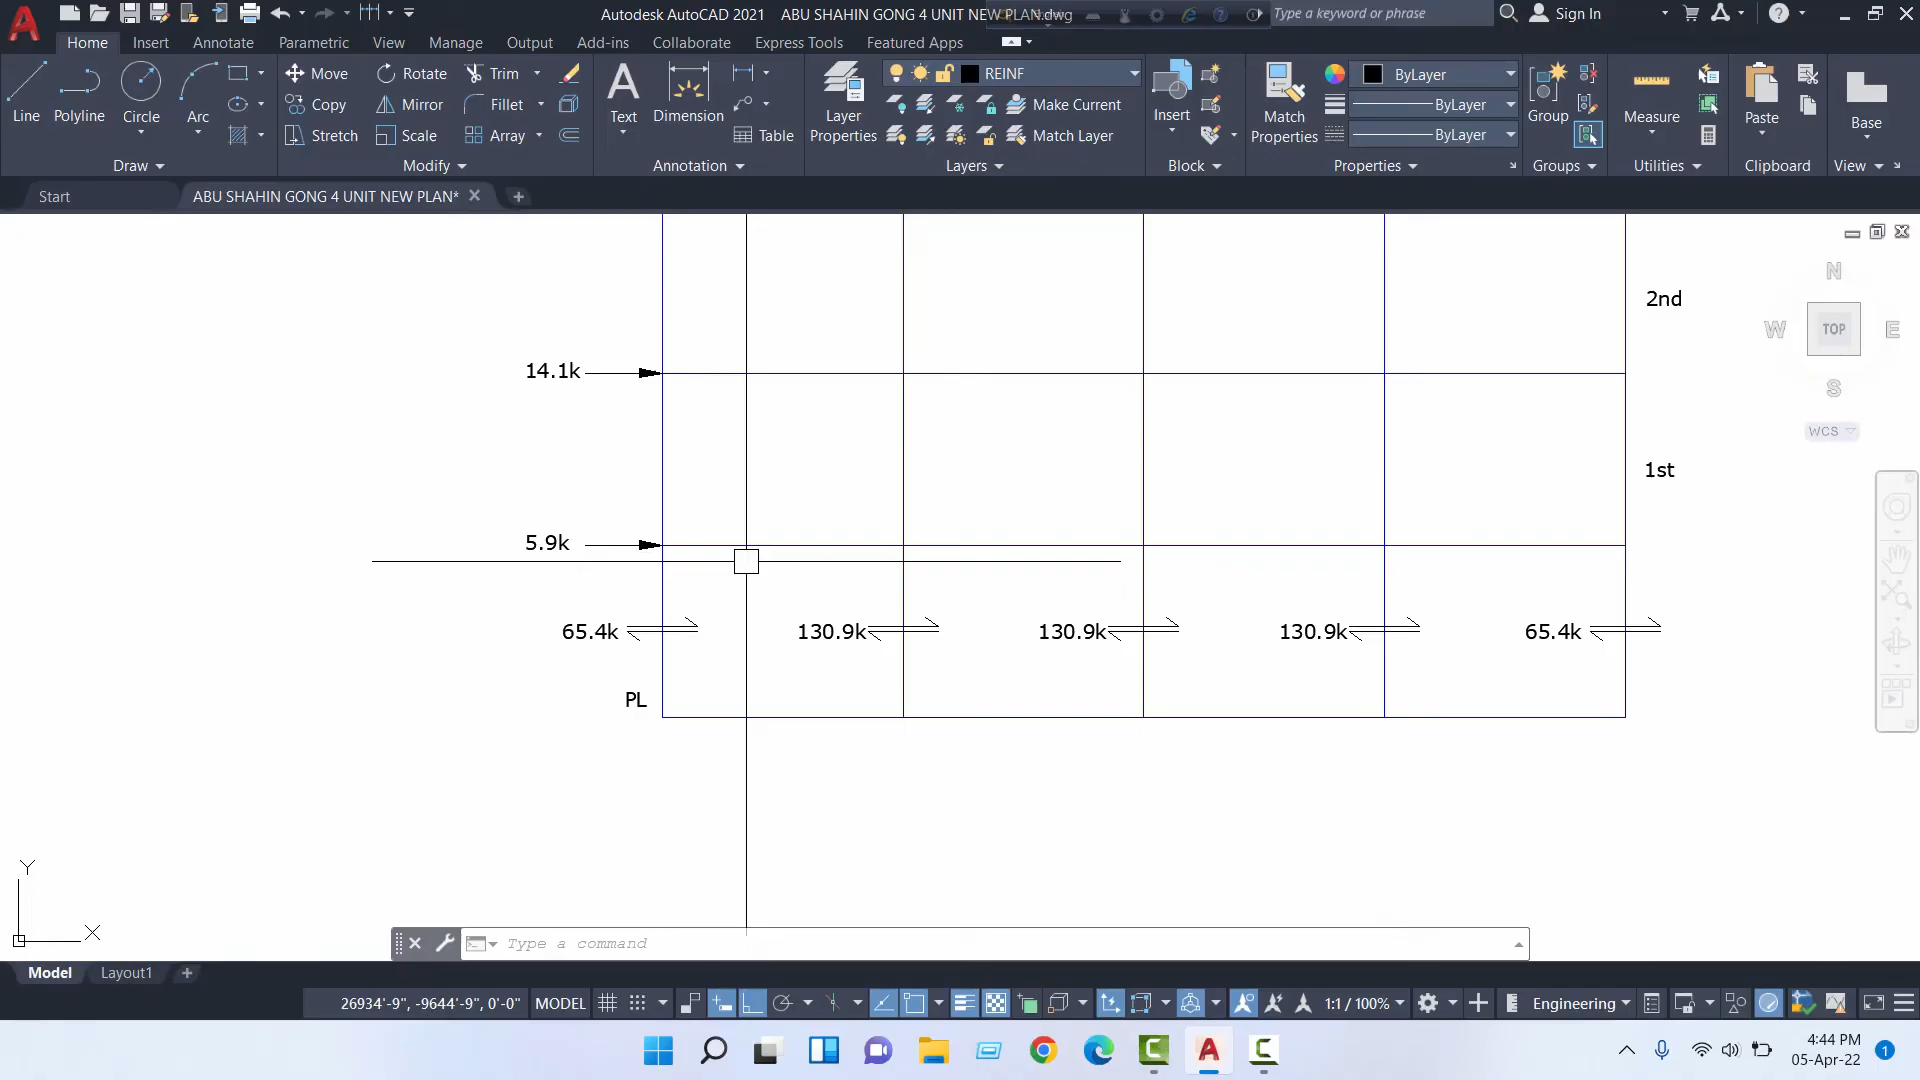 Autodesk AutoCAD 2021 ABU SHAHIN GONG 4 UNIT NEW PLAN.dwg
Type a keyword or phrase
Sign In
Home Insert Annotate Parametric View Manage Output Add-ins Collaborate Express Tools Featured Apps
Line Polyline Circle Arc
Move Rotate Trim
Copy Mirror Fillet
Stretch Scale Array
Text Dimension Table
Layer Properties
REINF
Make Current
Match Layer
Insert
Match Properties
ByLayer
ByLayer
ByLayer
Group Measure Paste Base
Draw Modify Annotation Layers Block Properties Groups Utilities Clipboard View
Start ABU SHAHIN GONG 4 UNIT NEW PLAN*
N
2nd
W TOP E
14.1k
S
WCS
1st
5.9k
65.4k 130.9k 130.9k 130.9k 65.4k
PL
Y
X
Type a command
Model Layout1
26934'-9", -9644'-9", 0'-0" MODEL 1:1 / 100% Engineering
4:44 PM
05-Apr-22
1